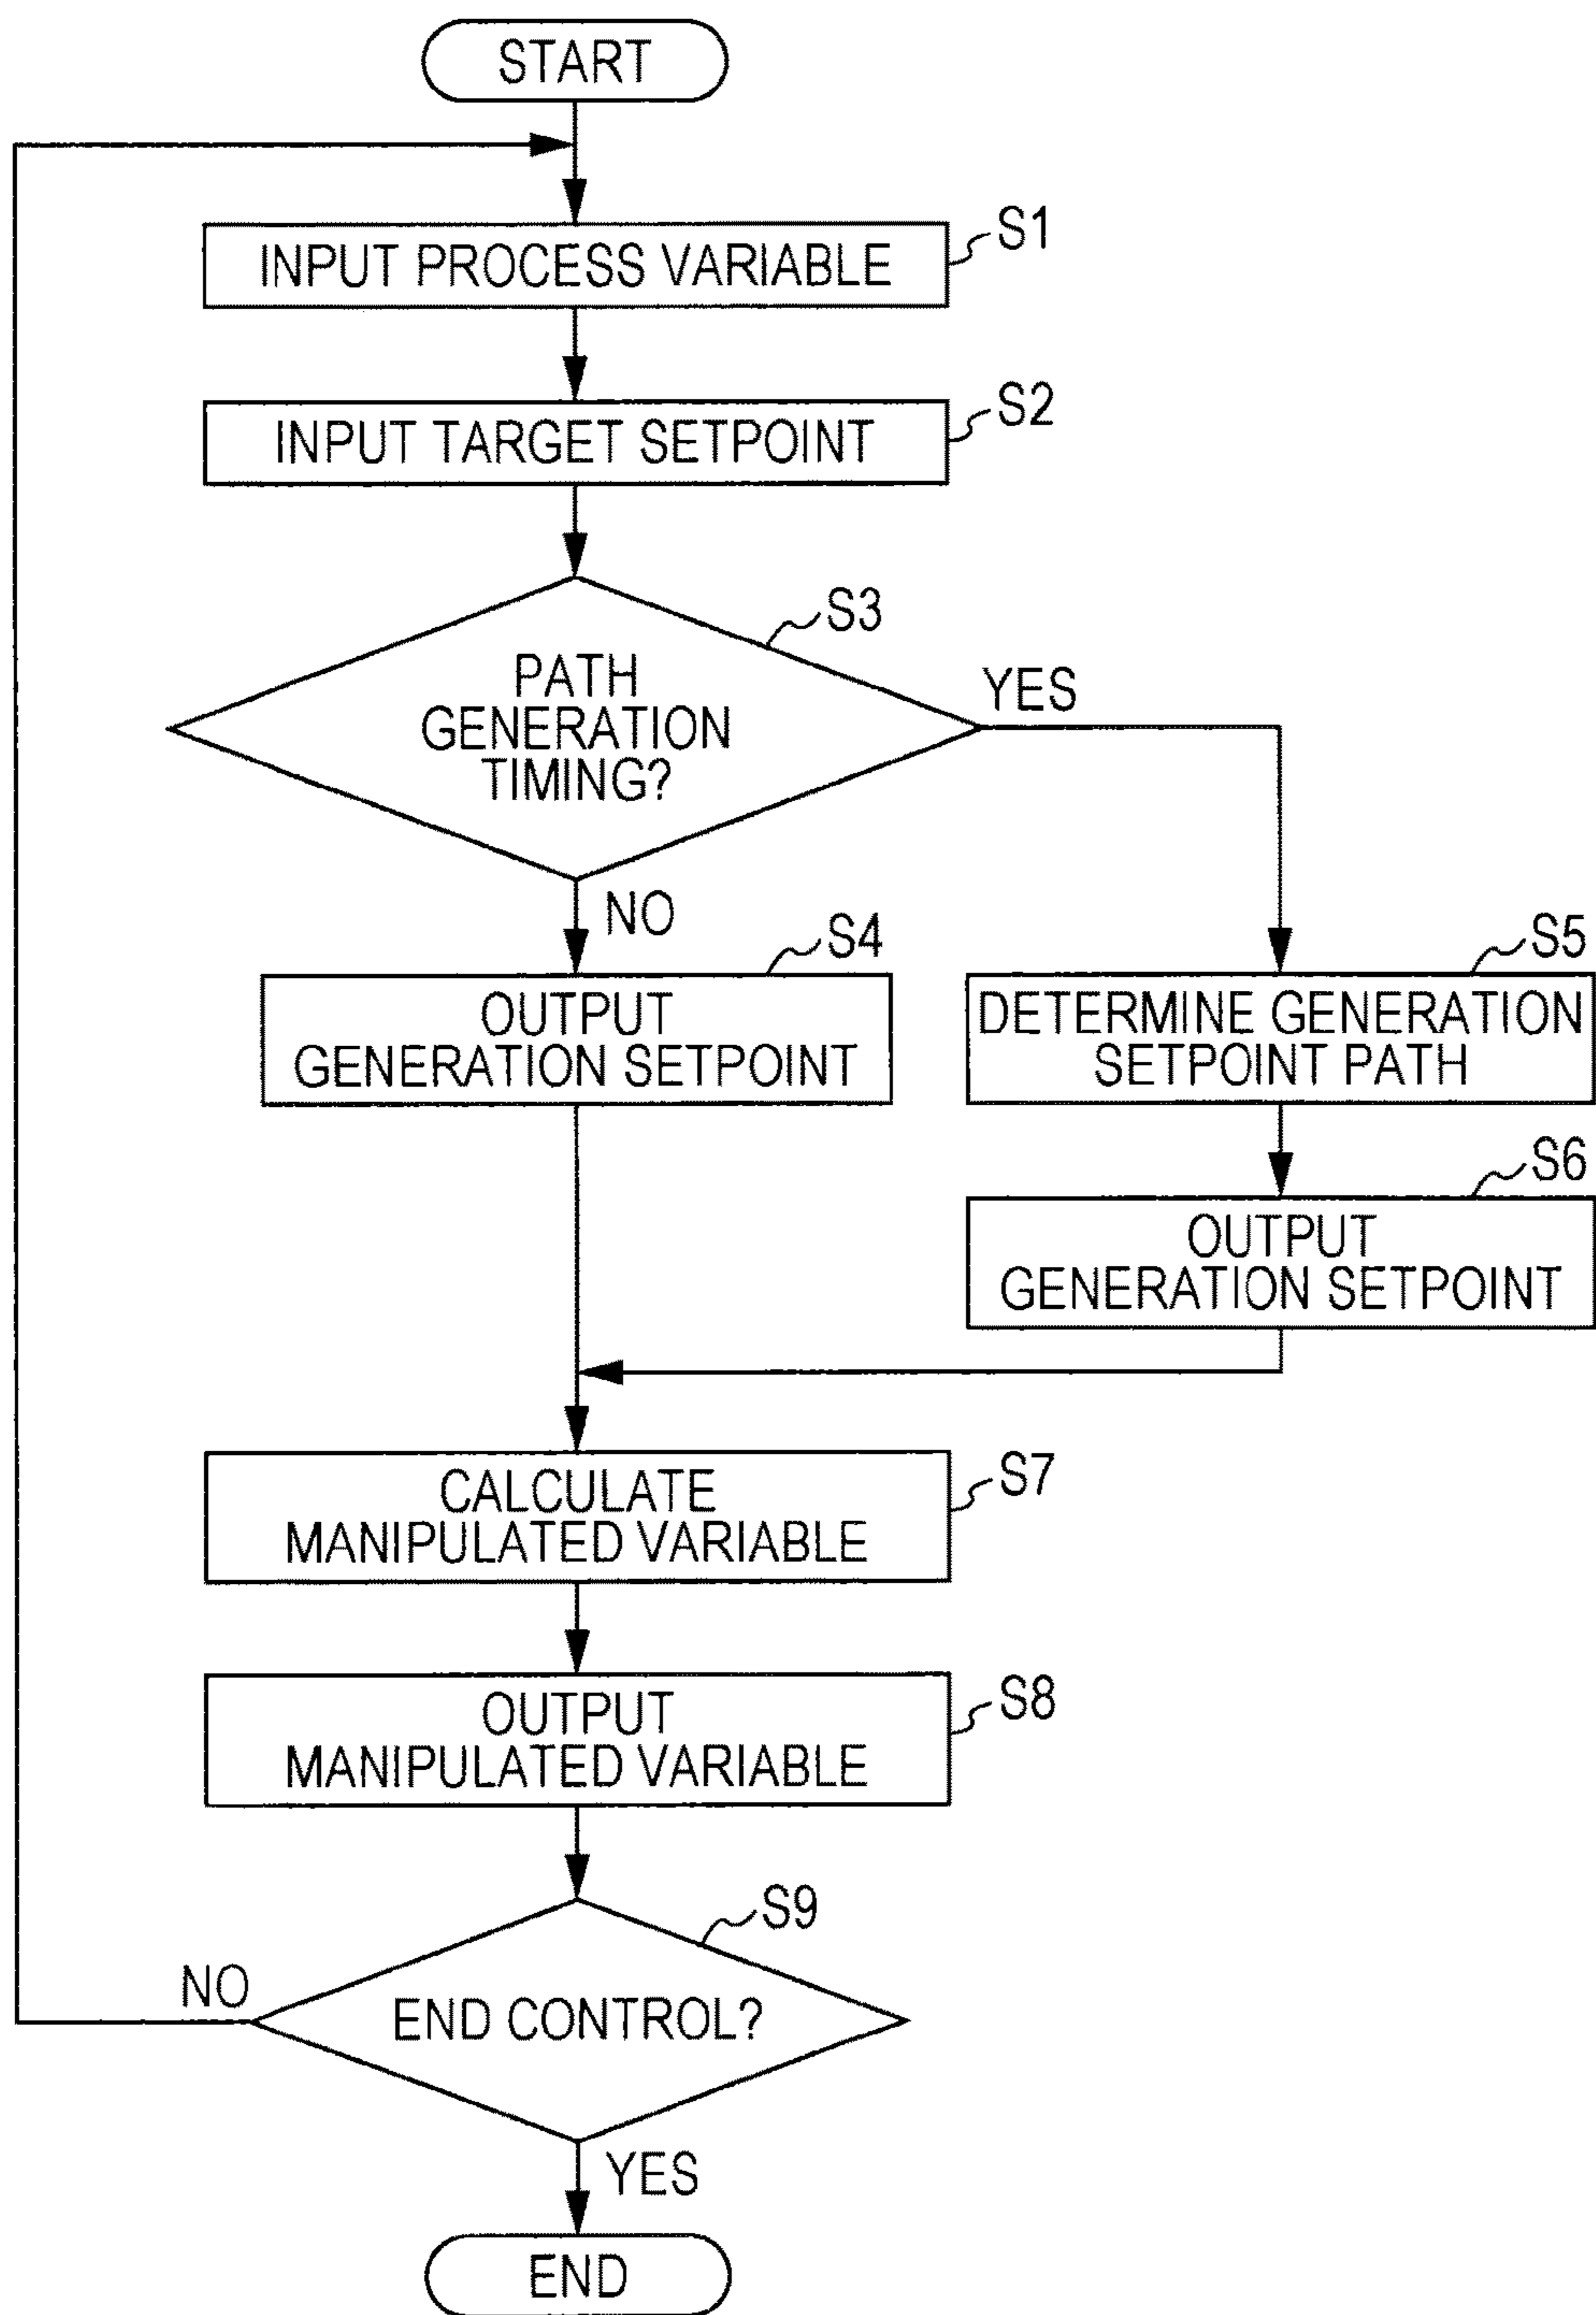 START
INPUT PROCESS VARIABLE
S1
INPUT TARGET SETPOINT
S2
S3
PATH
GENERATION
TIMING?
YES
NO
S4
OUTPUT
GENERATION SETPOINT
S5
DETERMINE GENERATION
SETPOINT PATH
S6
OUTPUT
GENERATION SETPOINT
S7
CALCULATE
MANIPULATED VARIABLE
S8
OUTPUT
MANIPULATED VARIABLE
S9
END CONTROL?
NO
YES
END